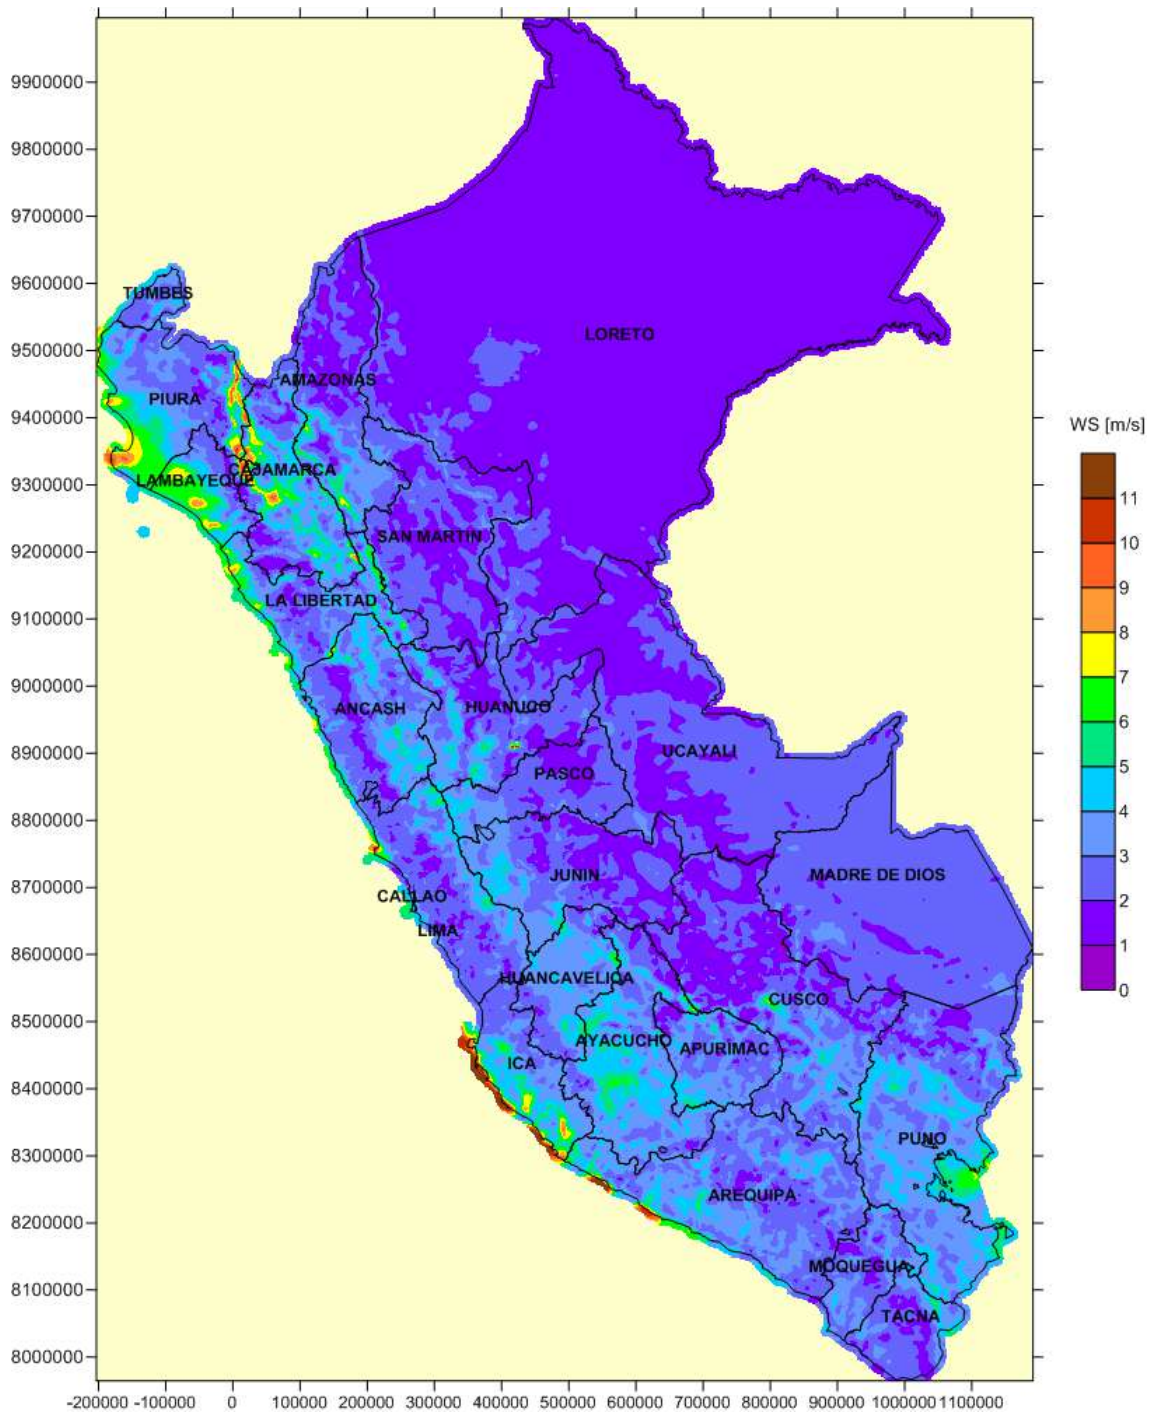 9900000
9800000
9700000
9600000
9500000
9400000
9300000
9200000
9100000
9000000
8900000
8800000
8700000
8600000
8500000
8400000
8300000
8200000
8100000
8000000
-200000 -100000 0 100000 200000 300000 400000 500000 600000 700000 800000 900000 1000000 1100000
TUMBES
LORETO
AMAZONAS
PIURA
CAJAMARCA
LAMBAYEQUE
SAN MARTIN
LA LIBERTAD
ANCASH
HUANUCO
UCAYALI
PASCO
JUNIN
MADRE DE DIOS
CALLAO
LIMA
HUANCAVELICA
CUSCO
AYACUCHO
APURIMAC
ICA
PUNO
AREQUIPA
MOQUEGUA
TACNA
WS [m/s]
11
10
9
8
7
6
5
4
3
2
1
0